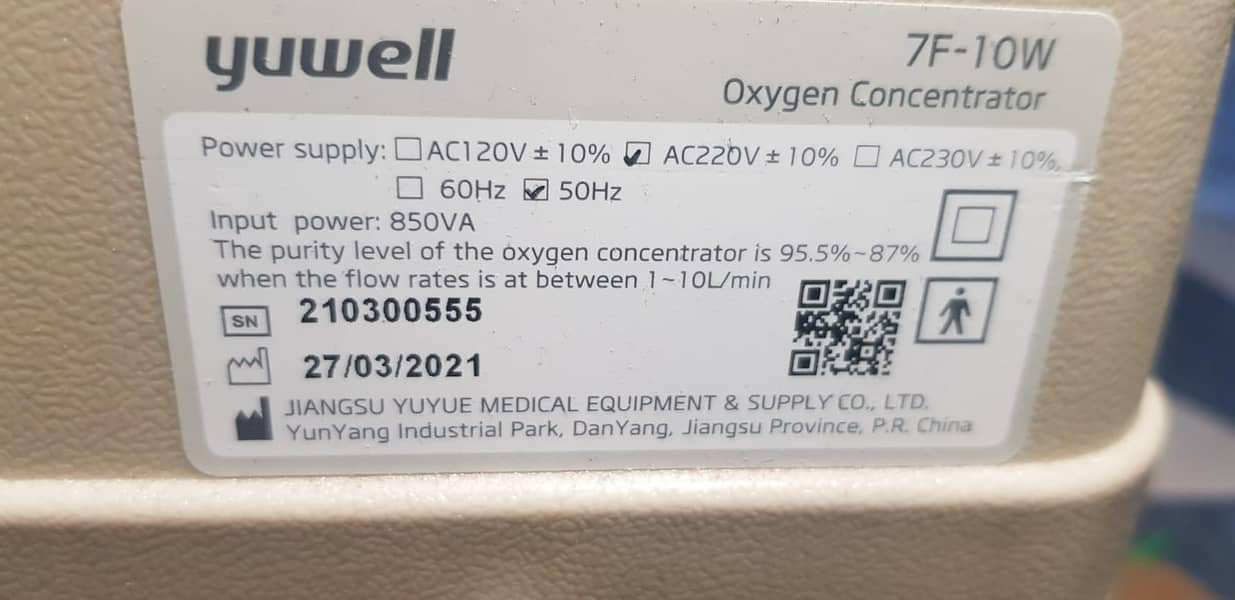 yuwell
7F-10W
Oxygen Concentrator
Power supply: ☐ AC120V ± 10% ☑ AC220V ± 10% ☐ AC230V ± 10%
☐ 60Hz ☑ 50Hz
Input power: 850VA
The purity level of the oxygen concentrator is 95.5%~87%
when the flow rates is at between 1~10L/min
SN 210300555
27/03/2021
JIANGSU YUYUE MEDICAL EQUIPMENT & SUPPLY CO., LTD.
YunYang Industrial Park, DanYang, Jiangsu Province, P.R. China